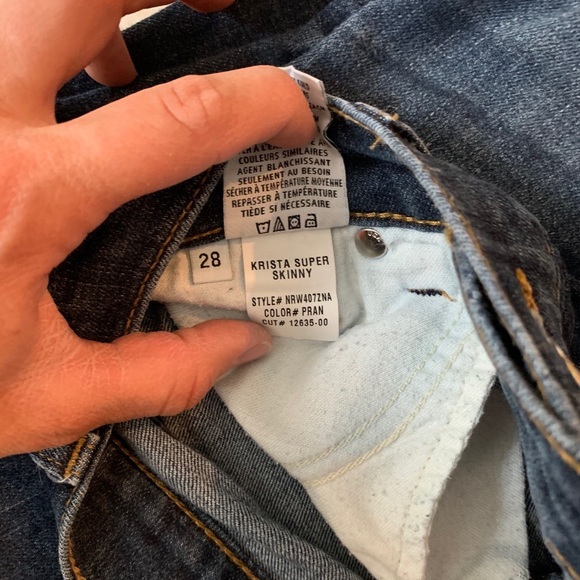 COULEURS SIMILAIRES
AGENT BLANCHISSANT
SEULEMENT AU BESOIN
SÉCHER À TEMPÉRATURE MOYENNE
REPASSER À TEMPÉRATURE
TIÈDE SI NÉCESSAIRE
28
KRISTA SUPER
SKINNY
STYLE# NRW407ZNA
COLOR# PRAN
CUT# 12635-00